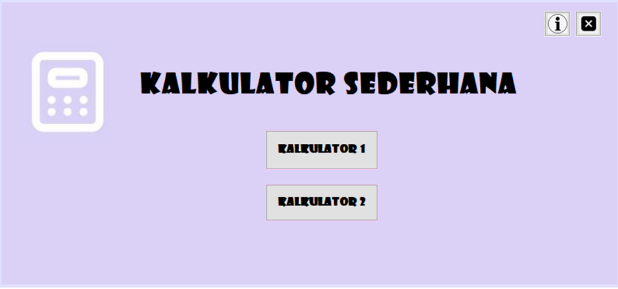 KALKULATOR SEDERHANA
KALKULATOR 1
KALKULATOR 2